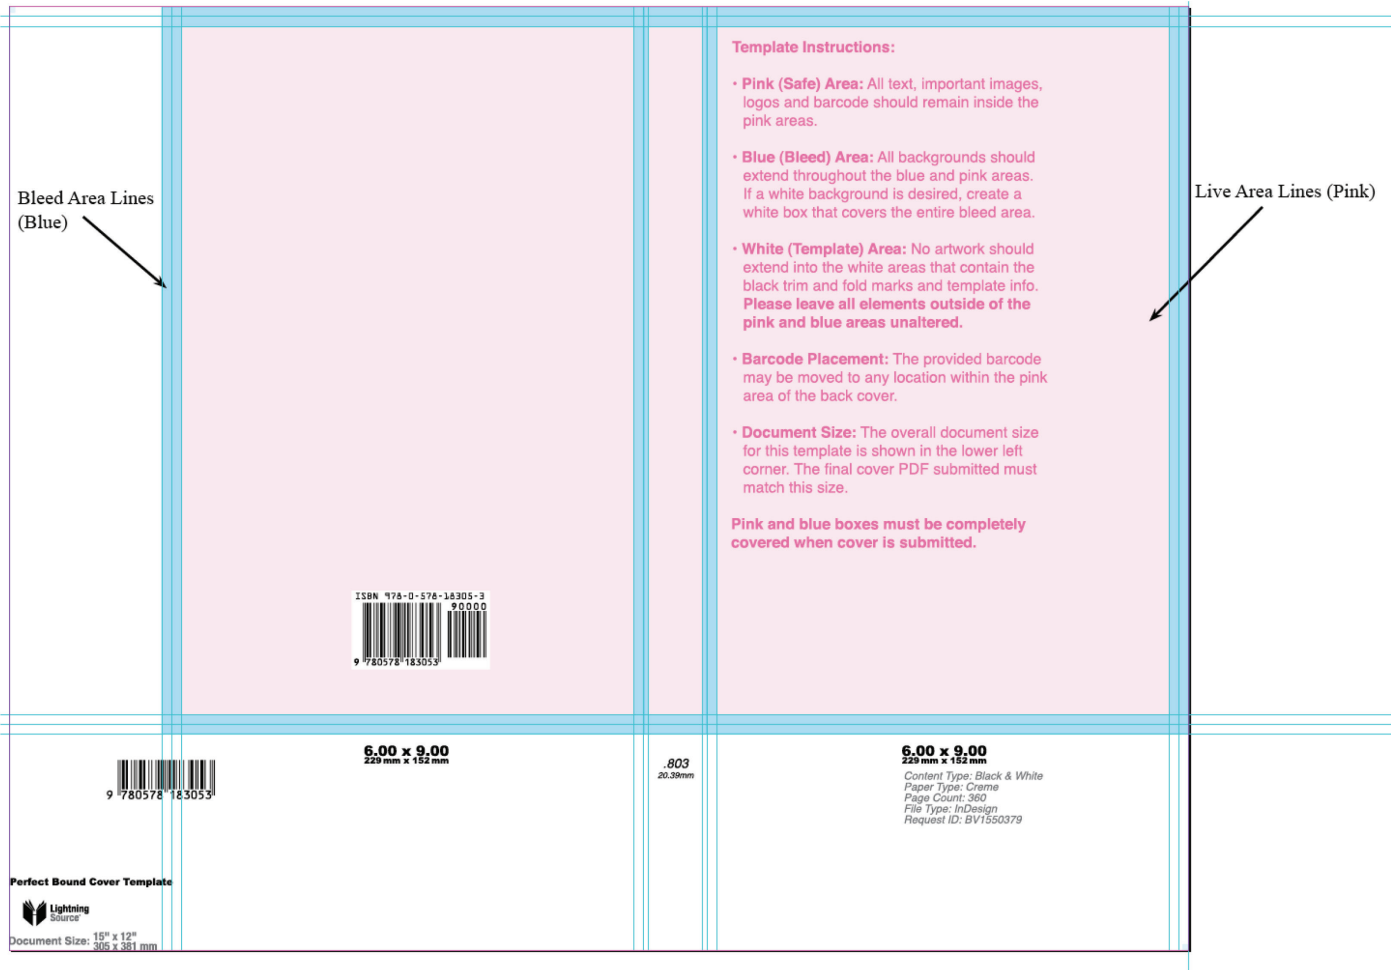 Template Instructions:
• Pink (Safe) Area: All text, important images,
logos and barcode should remain inside the
pink areas.
• Blue (Bleed) Area: All backgrounds should
extend throughout the blue and pink areas.
If a white background is desired, create a
white box that covers the entire bleed area.
• White (Template) Area: No artwork should
extend into the white areas that contain the
black trim and fold marks and template info.
Please leave all elements outside of the
pink and blue areas unaltered.
• Barcode Placement: The provided barcode
may be moved to any location within the pink
area of the back cover.
• Document Size: The overall document size
for this template is shown in the lower left
corner. The final cover PDF submitted must
match this size.
Pink and blue boxes must be completely
covered when cover is submitted.
Bleed Area Lines
(Blue)
Live Area Lines (Pink)
ISBN 978-0-578-18305-3
90000
9 780578 183053
6.00 x 9.00
229 mm x 152 mm
.803
20.39mm
6.00 x 9.00
229 mm x 152 mm
Content Type: Black & White
Paper Type: Creme
Page Count: 360
File Type: InDesign
Request ID: BV1550379
9 780578 183053
Perfect Bound Cover Template
Lightning
Source
Document Size: 15" x 12"
305 x 381 mm